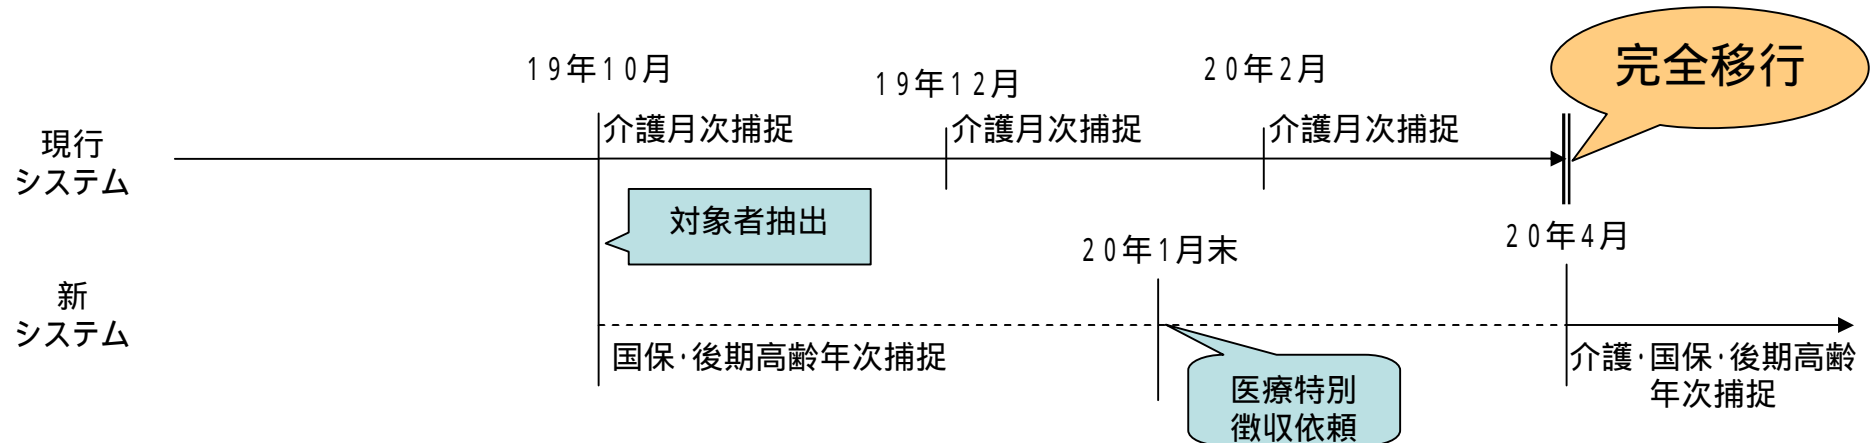 完全移行
19年10月
19年12月
20年2月
現行
システム
介護月次捕捉
介護月次捕捉
介護月次捕捉
対象者抽出
20年1月末
20年4月
新
システム
国保･後期高齢年次捕捉
医療特別
徴収依頼
介護･国保･後期高齢
年次捕捉